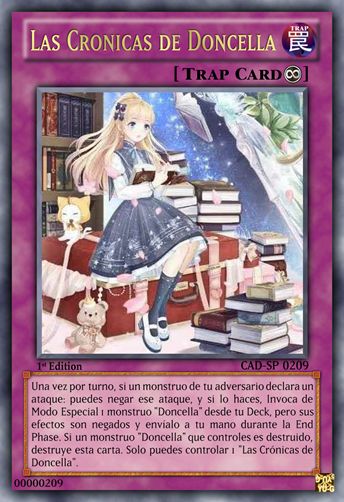 Las Cronicas de Doncella
TRAP
罠
[Trap Card]
1st Edition
CAD-SP 0209
Una vez por turno, si un monstruo de tu adversario declara un
ataque: puedes negar ese ataque, y si lo haces, Invoca de
Modo Especial 1 monstruo "Doncella" desde tu Deck, pero sus
efectos son negados y envíalo a tu mano durante la End
Phase. Si un monstruo "Doncella" que controles es destruido,
destruye esta carta. Solo puedes controlar 1 "Las Crónicas de
Doncella".
00000209